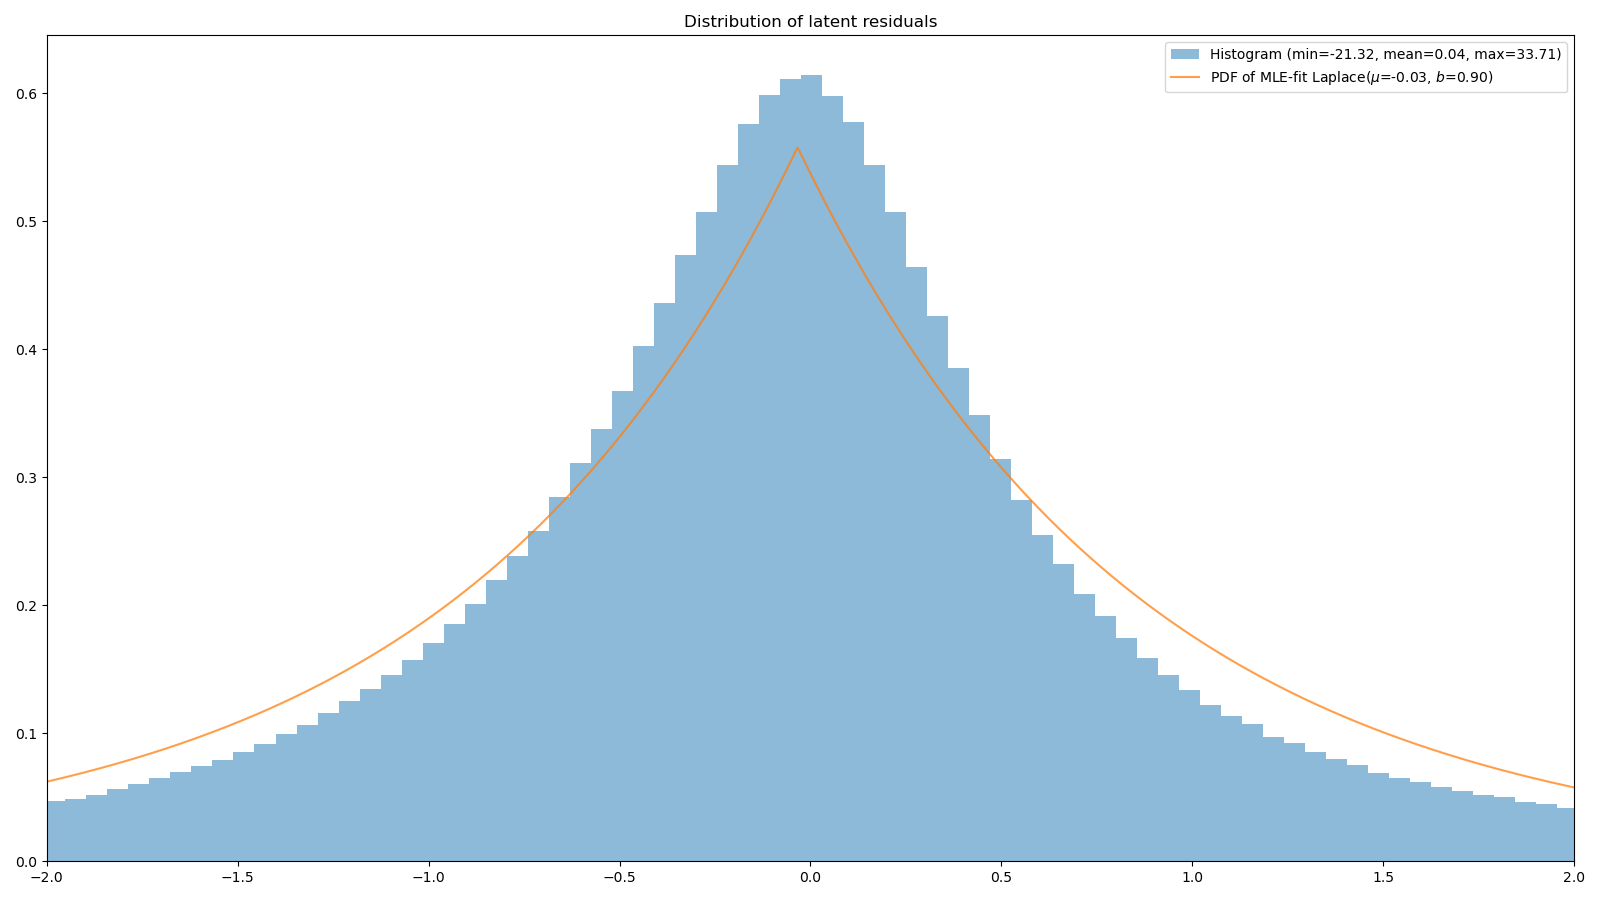 Distribution of latent residuals
Histogram (min=-21.32, mean=0.04, max=33.71)
PDF of MLE-fit Laplace(μ=-0.03, b=0.90)
0.6
0.5
0.4
0.3
0.2
0.1
0.0
−2.0 −1.5 −1.0 −0.5 0.0 0.5 1.0 1.5 2.0